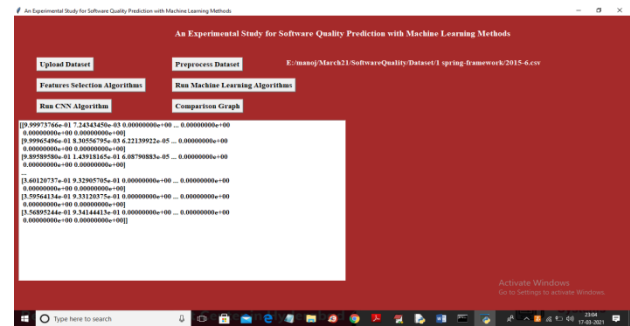 An Experimental Study for Software Quality Prediction with Machine Learning Methods
An Experimental Study for Software Quality Prediction with Machine Learning Methods
Upload Dataset
Preprocess Dataset
E:/manoj/March21/SoftwareQuality/Dataset/1 spring-framework/2015-6.csv
Features Selection Algorithms
Run Machine Learning Algorithms
Run CNN Algorithm
Comparison Graph
[[9.99973766e-01 7.24343450e-03 0.00000000e+00 ... 0.00000000e+00
0.00000000e+00 0.00000000e+00]
[9.99965496e-01 8.30556795e-03 6.22139922e-05 ... 0.00000000e+00
0.00000000e+00 0.00000000e+00]
[9.89589580e-01 1.43918165e-01 6.08790883e-05 ... 0.00000000e+00
0.00000000e+00 0.00000000e+00]
...
[3.60120737e-01 9.32905705e-01 0.00000000e+00 ... 0.00000000e+00
0.00000000e+00 0.00000000e+00]
[3.59564134e-01 9.33120375e-01 0.00000000e+00 ... 0.00000000e+00
0.00000000e+00 0.00000000e+00]
[3.56895244e-01 9.34144413e-01 0.00000000e+00 ... 0.00000000e+00
0.00000000e+00 0.00000000e+00]]
Activate Windows
Go to Settings to activate Windows.
Type here to search
23:04
17-03-2021